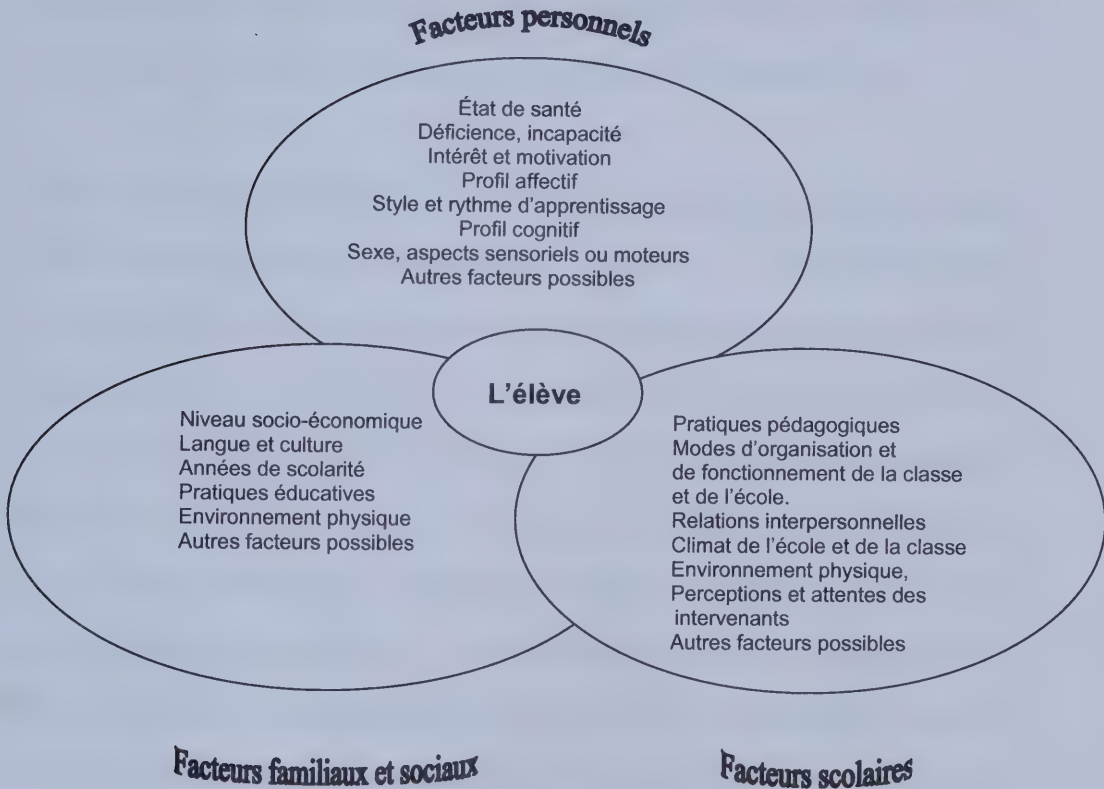 Facteurs personnels
État de santé
Déficience, incapacité
Intérêt et motivation
Profil affectif
Style et rythme d'apprentissage
Profil cognitif
Sexe, aspects sensoriels ou moteurs
Autres facteurs possibles
L'élève
Niveau socio-économique
Langue et culture
Années de scolarité
Pratiques éducatives
Environnement physique
Autres facteurs possibles
Pratiques pédagogiques
Modes d'organisation et
de fonctionnement de la classe
et de l'école.
Relations interpersonnelles
Climat de l'école et de la classe
Environnement physique,
Perceptions et attentes des
intervenants
Autres facteurs possibles
Facteurs familiaux et sociaux
Facteurs scolaires